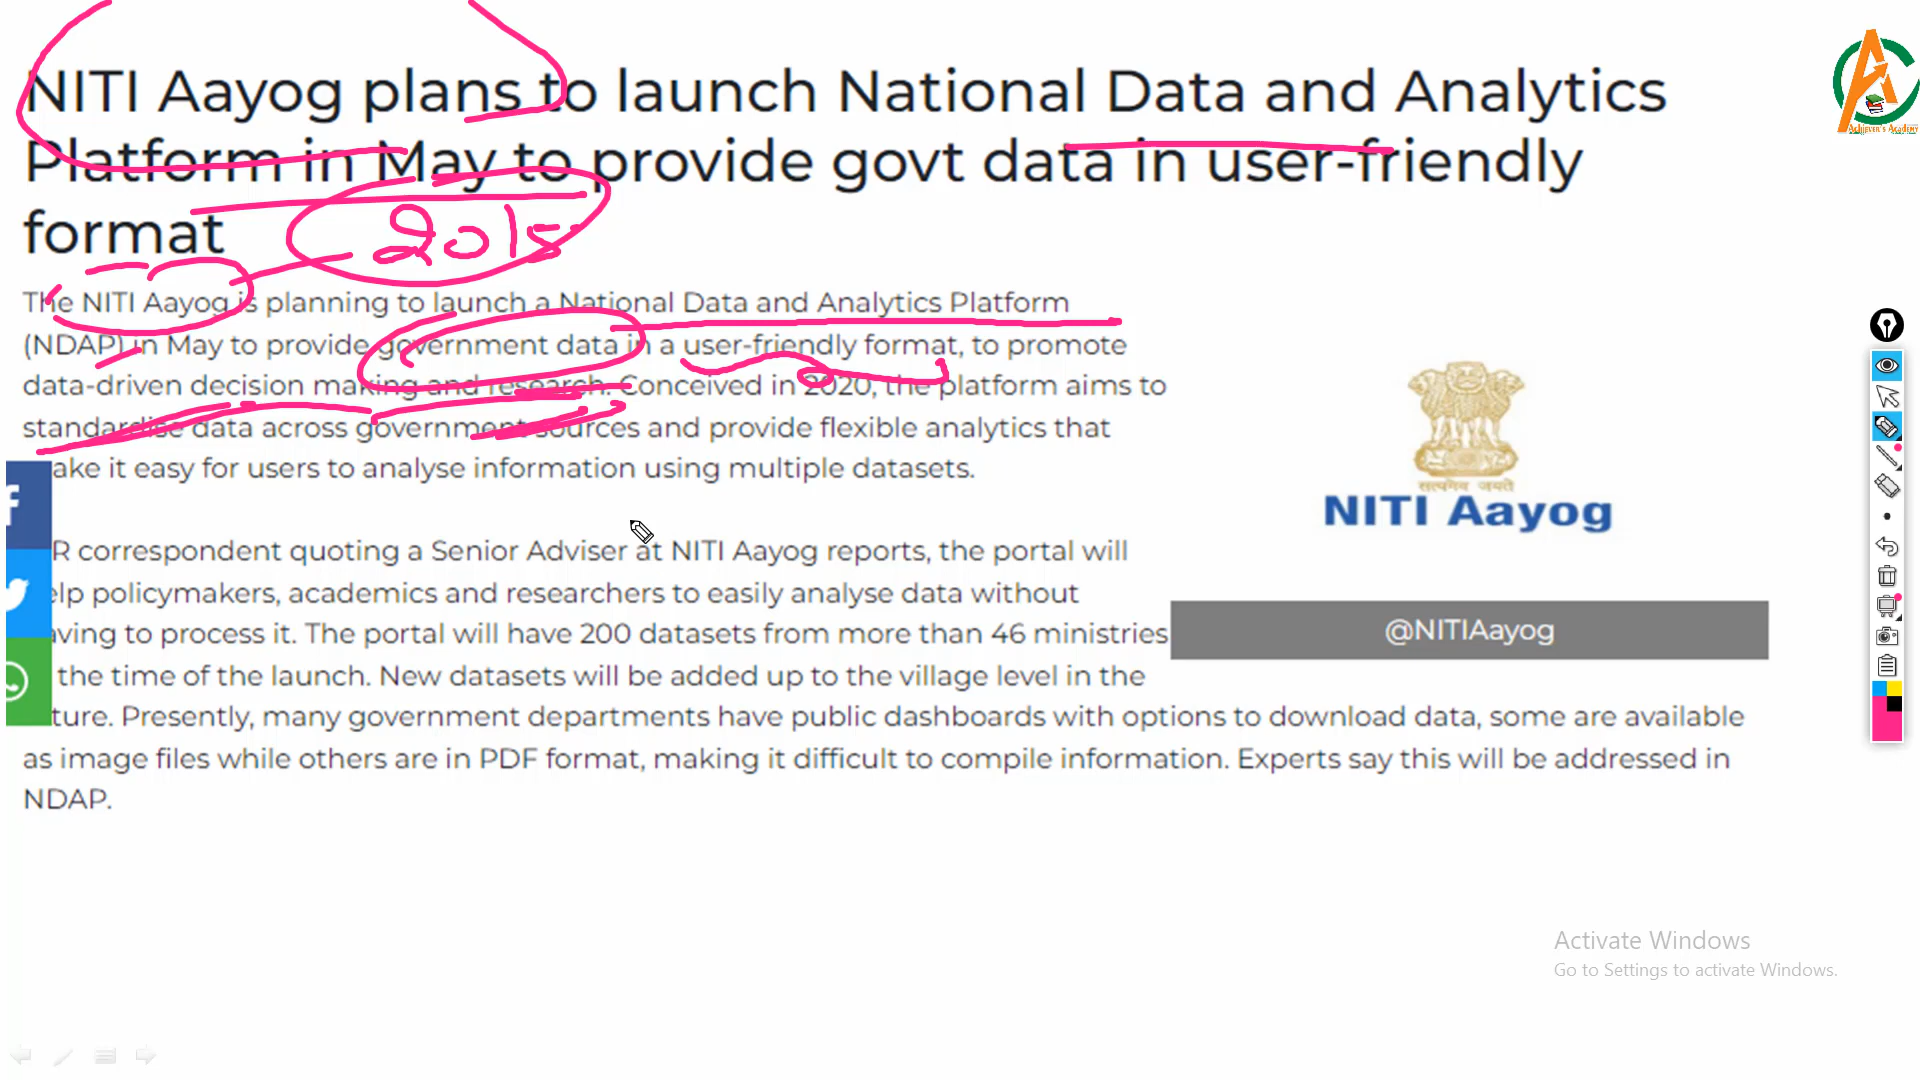 NITI Aayog plans to launch National Data and Analytics
Platform in May to provide govt data in user-friendly
format
2015
The NITI Aayog is planning to launch a National Data and Analytics Platform
(NDAP) in May to provide government data in a user-friendly format, to promote
data-driven decision making and research. Conceived in 2020, the platform aims to
standardise data across government sources and provide flexible analytics that
ake it easy for users to analyse information using multiple datasets.
R correspondent quoting a Senior Adviser at NITI Aayog reports, the portal will
elp policymakers, academics and researchers to easily analyse data without
aving to process it. The portal will have 200 datasets from more than 46 ministries
the time of the launch. New datasets will be added up to the village level in the
ture. Presently, many government departments have public dashboards with options to download data, some are available
as image files while others are in PDF format, making it difficult to compile information. Experts say this will be addressed in
NDAP.
सत्यमेव जयते
NITI Aayog
@NITIAayog
Achiever's Academy
Activate Windows
Go to Settings to activate Windows.